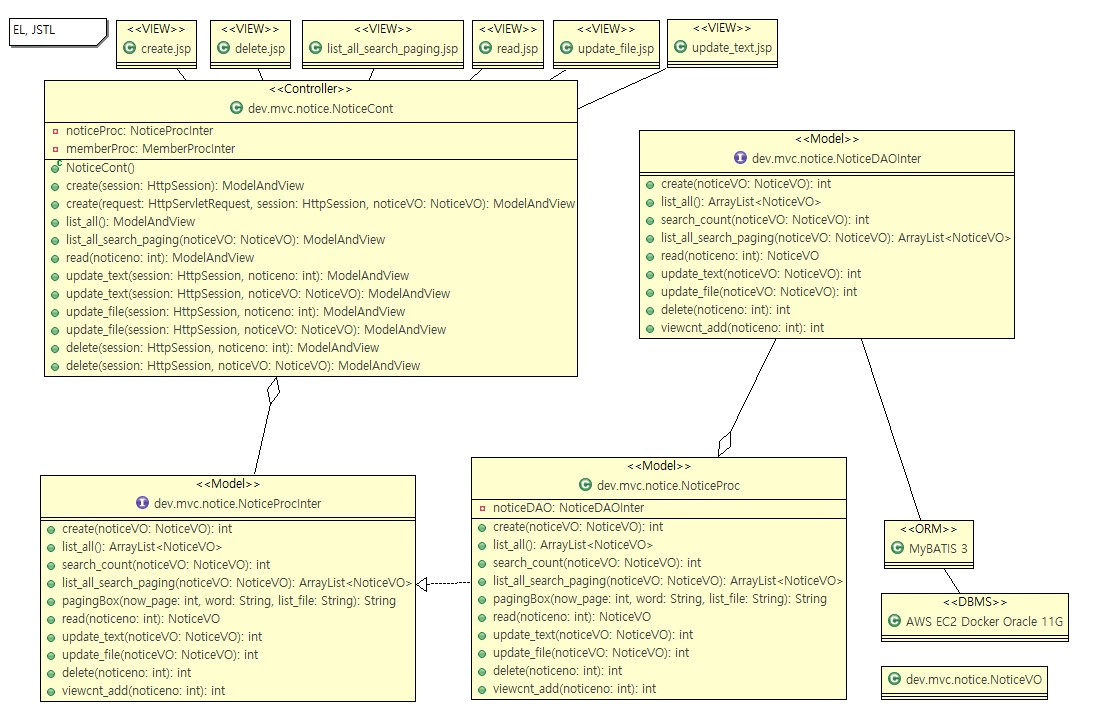 EL, JSTL
<<VIEW>>
create.jsp
<<VIEW>>
delete.jsp
<<VIEW>>
list_all_search_paging.jsp
<<VIEW>>
read.jsp
<<VIEW>>
update_file.jsp
<<VIEW>>
update_text.jsp
<<Controller>>
dev.mvc.notice.NoticeCont
noticeProc: NoticeProcInter
memberProc: MemberProcInter
NoticeCont()
create(session: HttpSession): ModelAndView
create(request: HttpServletRequest, session: HttpSession, noticeVO: NoticeVO): ModelAndView
list_all(): ModelAndView
list_all_search_paging(noticeVO: NoticeVO): ModelAndView
read(noticeno: int): ModelAndView
update_text(session: HttpSession, noticeno: int): ModelAndView
update_text(session: HttpSession, noticeVO: NoticeVO): ModelAndView
update_file(session: HttpSession, noticeno: int): ModelAndView
update_file(session: HttpSession, noticeVO: NoticeVO): ModelAndView
delete(session: HttpSession, noticeno: int): ModelAndView
delete(session: HttpSession, noticeVO: NoticeVO): ModelAndView
<<Model>>
dev.mvc.notice.NoticeDAOInter
create(noticeVO: NoticeVO): int
list_all(): ArrayList<NoticeVO>
search_count(noticeVO: NoticeVO): int
list_all_search_paging(noticeVO: NoticeVO): ArrayList<NoticeVO>
read(noticeno: int): NoticeVO
update_text(noticeVO: NoticeVO): int
update_file(noticeVO: NoticeVO): int
delete(noticeno: int): int
viewcnt_add(noticeno: int): int
<<Model>>
dev.mvc.notice.NoticeProcInter
create(noticeVO: NoticeVO): int
list_all(): ArrayList<NoticeVO>
search_count(noticeVO: NoticeVO): int
list_all_search_paging(noticeVO: NoticeVO): ArrayList<NoticeVO>
pagingBox(now_page: int, word: String, list_file: String): String
read(noticeno: int): NoticeVO
update_text(noticeVO: NoticeVO): int
update_file(noticeVO: NoticeVO): int
delete(noticeno: int): int
viewcnt_add(noticeno: int): int
<<Model>>
dev.mvc.notice.NoticeProc
noticeDAO: NoticeDAOInter
create(noticeVO: NoticeVO): int
list_all(): ArrayList<NoticeVO>
search_count(noticeVO: NoticeVO): int
list_all_search_paging(noticeVO: NoticeVO): ArrayList<NoticeVO>
pagingBox(now_page: int, word: String, list_file: String): String
read(noticeno: int): NoticeVO
update_text(noticeVO: NoticeVO): int
update_file(noticeVO: NoticeVO): int
delete(noticeno: int): int
viewcnt_add(noticeno: int): int
<<ORM>>
MyBATIS 3
<<DBMS>>
AWS EC2 Docker Oracle 11G
dev.mvc.notice.NoticeVO